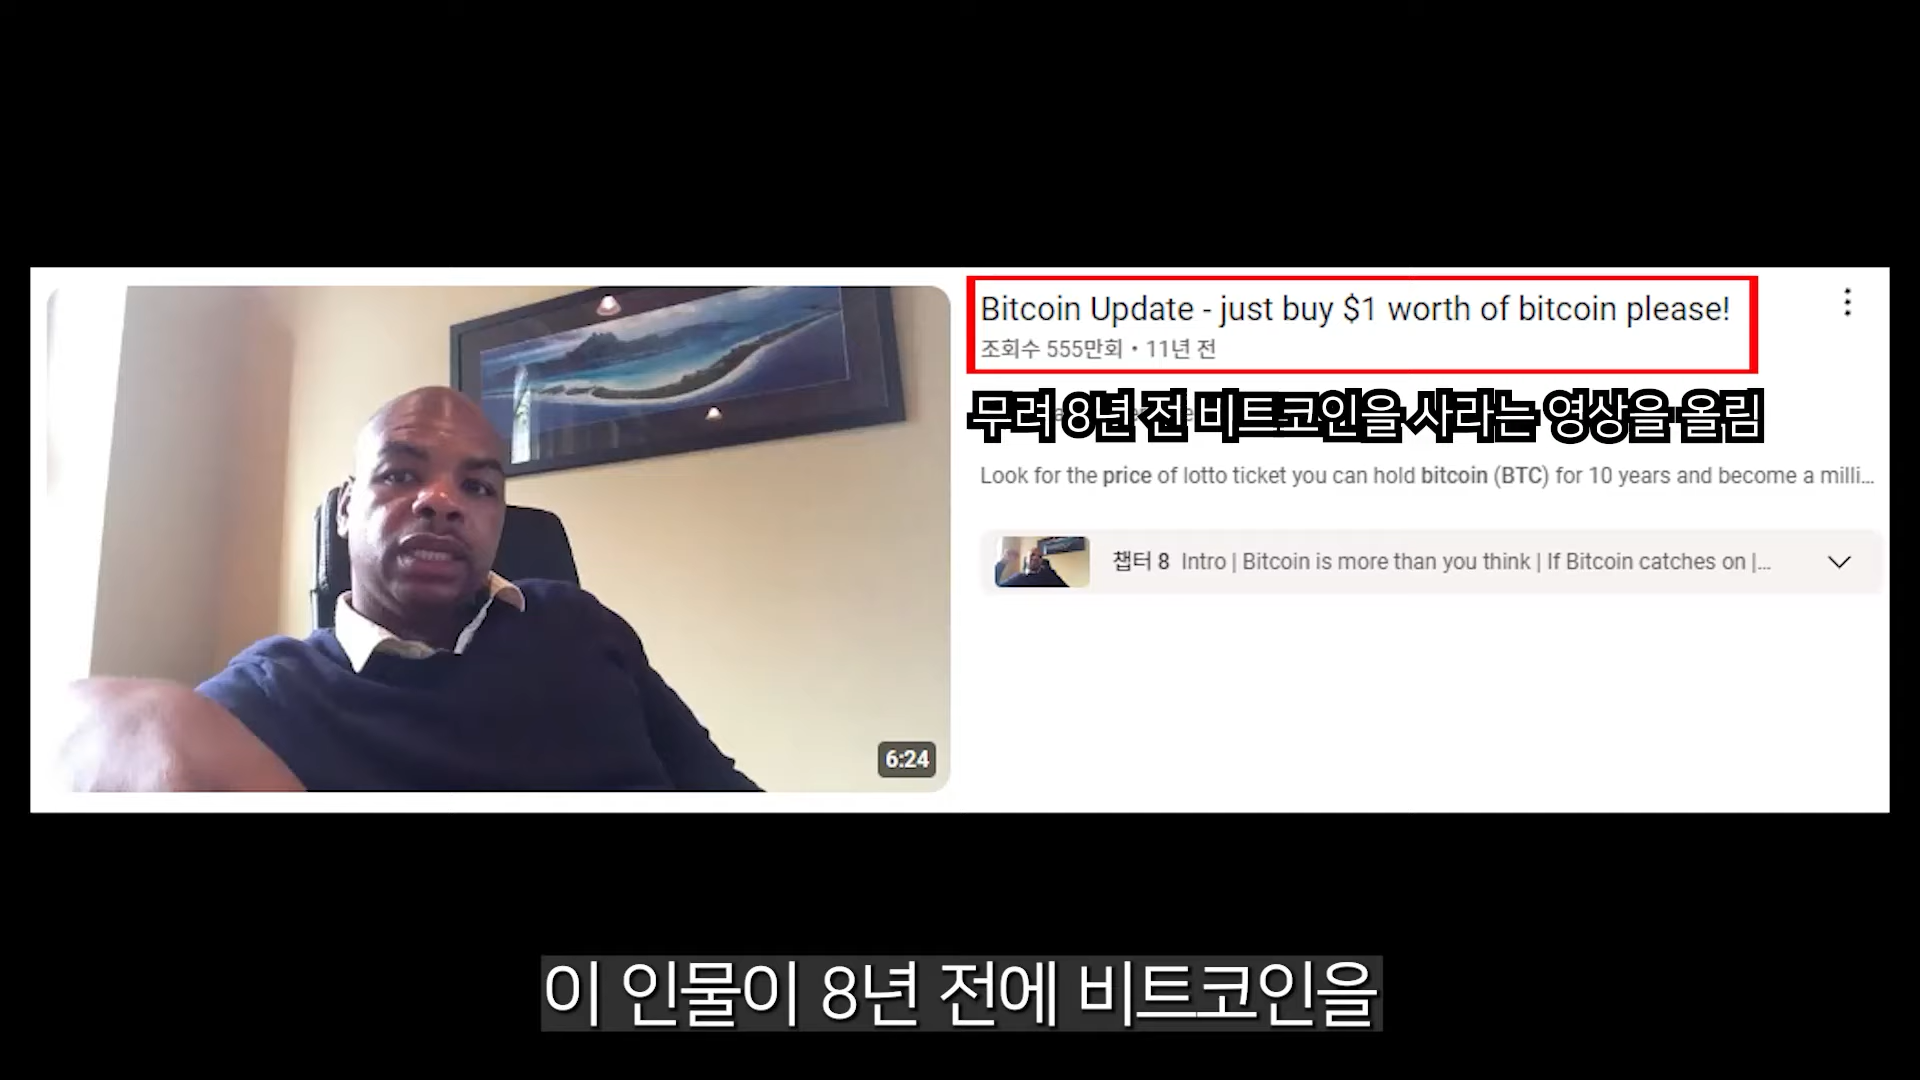 Bitcoin Update - just buy $1 worth of bitcoin please!
조회수 555만회 • 11년 전
무려 8년 전 비트코인을 사라는 영상을 올림
Look for the price of lotto ticket you can hold bitcoin (BTC) for 10 years and become a milli...
챕터 8 Intro | Bitcoin is more than you think | If Bitcoin catches on |...
6:24
이 인물이 8년 전에 비트코인을